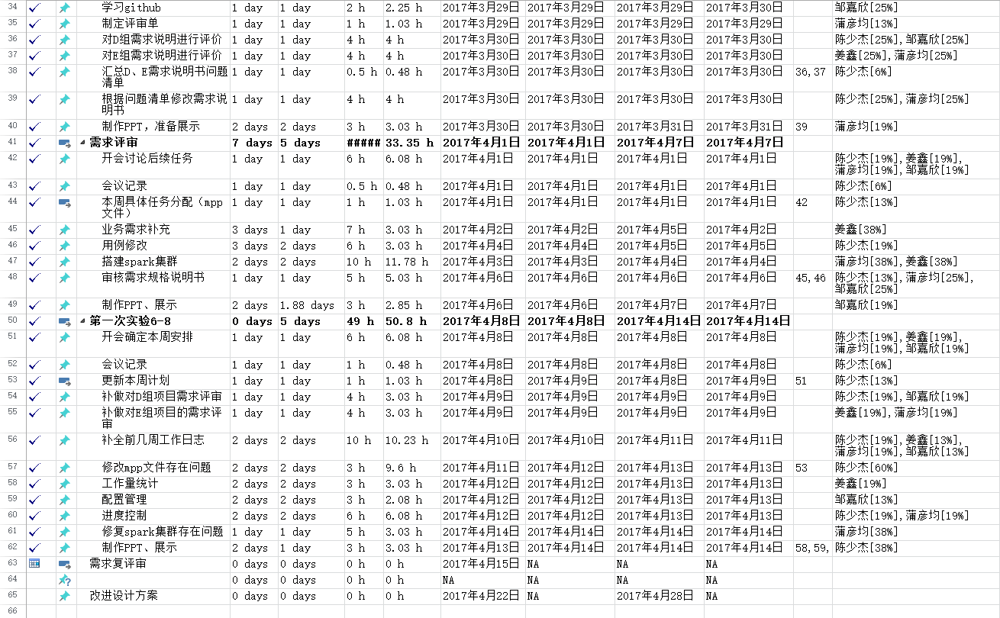 34 学习github 1 day 1 day 2 h 2.25 h 2017年3月29日 2017年3月29日 2017年3月29日 2017年3月30日 邹嘉欣[25%]
35 制定评审单 1 day 1 day 1 h 1.03 h 2017年3月29日 2017年3月29日 2017年3月29日 2017年3月30日 蒲彦均[13%]
36 对D组需求说明进行评价 1 day 1 day 4 h 4 h 2017年3月30日 2017年3月30日 2017年3月30日 2017年3月30日 陈少杰[25%],邹嘉欣[25%]
37 对E组需求说明进行评价 1 day 1 day 4 h 4 h 2017年3月30日 2017年3月30日 2017年3月30日 2017年3月30日 姜鑫[25%],蒲彦均[25%]
38 汇总D、E需求说明书问题 1 day 1 day 0.5 h 0.48 h 2017年3月30日 2017年3月30日 2017年3月30日 2017年3月30日 36,37 陈少杰[6%]
清单
39 根据问题清单修改需求说 1 day 1 day 4 h 4 h 2017年3月30日 2017年3月30日 2017年3月30日 2017年3月30日 陈少杰[25%],蒲彦均[25%]
明书
40 制作PPT，准备展示 2 days 2 days 3 h 3.03 h 2017年3月30日 2017年3月30日 2017年3月31日 2017年3月31日 39 蒲彦均[19%]
41 需求评审 7 days 5 days ##### 33.35 h 2017年4月1日 2017年4月1日 2017年4月7日 2017年4月7日
42 开会讨论后续任务 1 day 1 day 6 h 6.08 h 2017年4月1日 2017年4月1日 2017年4月1日 2017年4月1日 陈少杰[19%],姜鑫[19%],
蒲彦均[19%],邹嘉欣[19%]
43 会议记录 1 day 1 day 0.5 h 0.48 h 2017年4月1日 2017年4月1日 2017年4月1日 2017年4月1日 陈少杰[6%]
44 本周具体任务分配（mpp 1 day 1 day 1 h 1.03 h 2017年4月1日 2017年4月1日 2017年4月1日 2017年4月1日 42 陈少杰[13%]
文件）
45 业务需求补充 3 days 1 day 7 h 3.03 h 2017年4月2日 2017年4月2日 2017年4月5日 2017年4月2日 姜鑫[38%]
46 用例修改 3 days 2 days 6 h 3.03 h 2017年4月4日 2017年4月4日 2017年4月5日 2017年4月5日 陈少杰[19%]
47 搭建spark集群 2 days 2 days 10 h 11.78 h 2017年4月3日 2017年4月3日 2017年4月4日 2017年4月4日 蒲彦均[38%],姜鑫[38%]
48 审核需求规格说明书 1 day 1 day 5 h 5.03 h 2017年4月6日 2017年4月6日 2017年4月6日 2017年4月6日 45,46 陈少杰[13%],蒲彦均[25%],
邹嘉欣[25%]
49 制作PPT、展示 2 days 1.88 days 3 h 2.85 h 2017年4月6日 2017年4月6日 2017年4月7日 2017年4月7日 邹嘉欣[19%]
50 第一次实验6-8 0 days 5 days 49 h 50.8 h 2017年4月8日 2017年4月8日 2017年4月14日 2017年4月14日
51 开会确定本周安排 1 day 1 day 6 h 6.08 h 2017年4月8日 2017年4月8日 2017年4月8日 2017年4月8日 陈少杰[19%],姜鑫[19%],
蒲彦均[19%],邹嘉欣[19%]
52 会议记录 1 day 1 day 1 h 0.48 h 2017年4月8日 2017年4月8日 2017年4月8日 2017年4月8日 陈少杰[6%]
53 更新本周计划 1 day 1 day 1 h 1.03 h 2017年4月8日 2017年4月9日 2017年4月8日 2017年4月9日 51 陈少杰[13%]
54 补做对D组项目需求评审 1 day 1 day 4 h 3.03 h 2017年4月9日 2017年4月9日 2017年4月9日 2017年4月9日 陈少杰[19%],邹嘉欣[19%]
55 补做对E组项目的需求评 1 day 1 day 4 h 3.03 h 2017年4月9日 2017年4月9日 2017年4月9日 2017年4月9日 姜鑫[19%],蒲彦均[19%]
审
56 补全前几周工作日志 2 days 2 days 10 h 10.23 h 2017年4月10日 2017年4月10日 2017年4月11日 2017年4月11日 陈少杰[19%],姜鑫[13%],
蒲彦均[19%],邹嘉欣[13%]
57 修改mpp文件存在问题 2 days 2 days 3 h 9.6 h 2017年4月11日 2017年4月12日 2017年4月13日 2017年4月13日 53 陈少杰[60%]
58 工作量统计 2 days 2 days 3 h 3.03 h 2017年4月12日 2017年4月12日 2017年4月13日 2017年4月13日 姜鑫[19%]
59 配置管理 2 days 2 days 3 h 2.08 h 2017年4月12日 2017年4月12日 2017年4月13日 2017年4月13日 邹嘉欣[13%]
60 进度控制 2 days 2 days 6 h 6.08 h 2017年4月12日 2017年4月12日 2017年4月13日 2017年4月13日 陈少杰[19%],蒲彦均[19%]
61 修复spark集群存在问题 1 day 1 day 5 h 3.03 h 2017年4月14日 2017年4月14日 2017年4月14日 2017年4月14日 蒲彦均[38%]
62 制作PPT、展示 2 days 1 day 3 h 3.03 h 2017年4月13日 2017年4月14日 2017年4月14日 2017年4月14日 58,59, 陈少杰[38%]
63 需求复评审 0 days 0 days 0 h 0 h 2017年4月15日 NA NA NA
64 0 days 0 days 0 h 0 h NA NA NA NA
65 改进设计方案 0 days 0 days 0 h 0 h 2017年4月22日 NA 2017年4月28日 NA
66